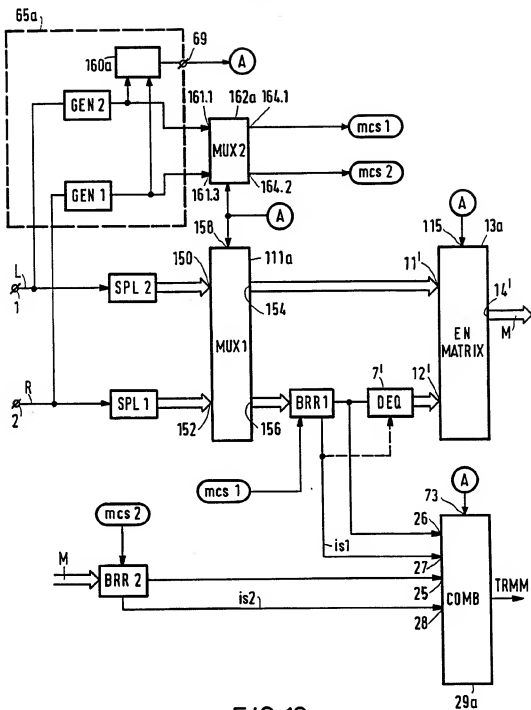 65a
160a
69
A
GEN 2
161.1
162a
164.1
mcs 1
MUX2
GEN 1
mcs 2
161.3
164.2
A
158
A
115
13a
L
150
111a
11'
14'
1
SPL 2
154
M
MUX1
EN
MATRIX
7'
12'
R
2
SPL 1
BRR1
DEQ
152
156
mcs 1
A
73
mcs 2
26
is1
27
M
BRR 2
25
COMB
TRMM
is2
28
29a